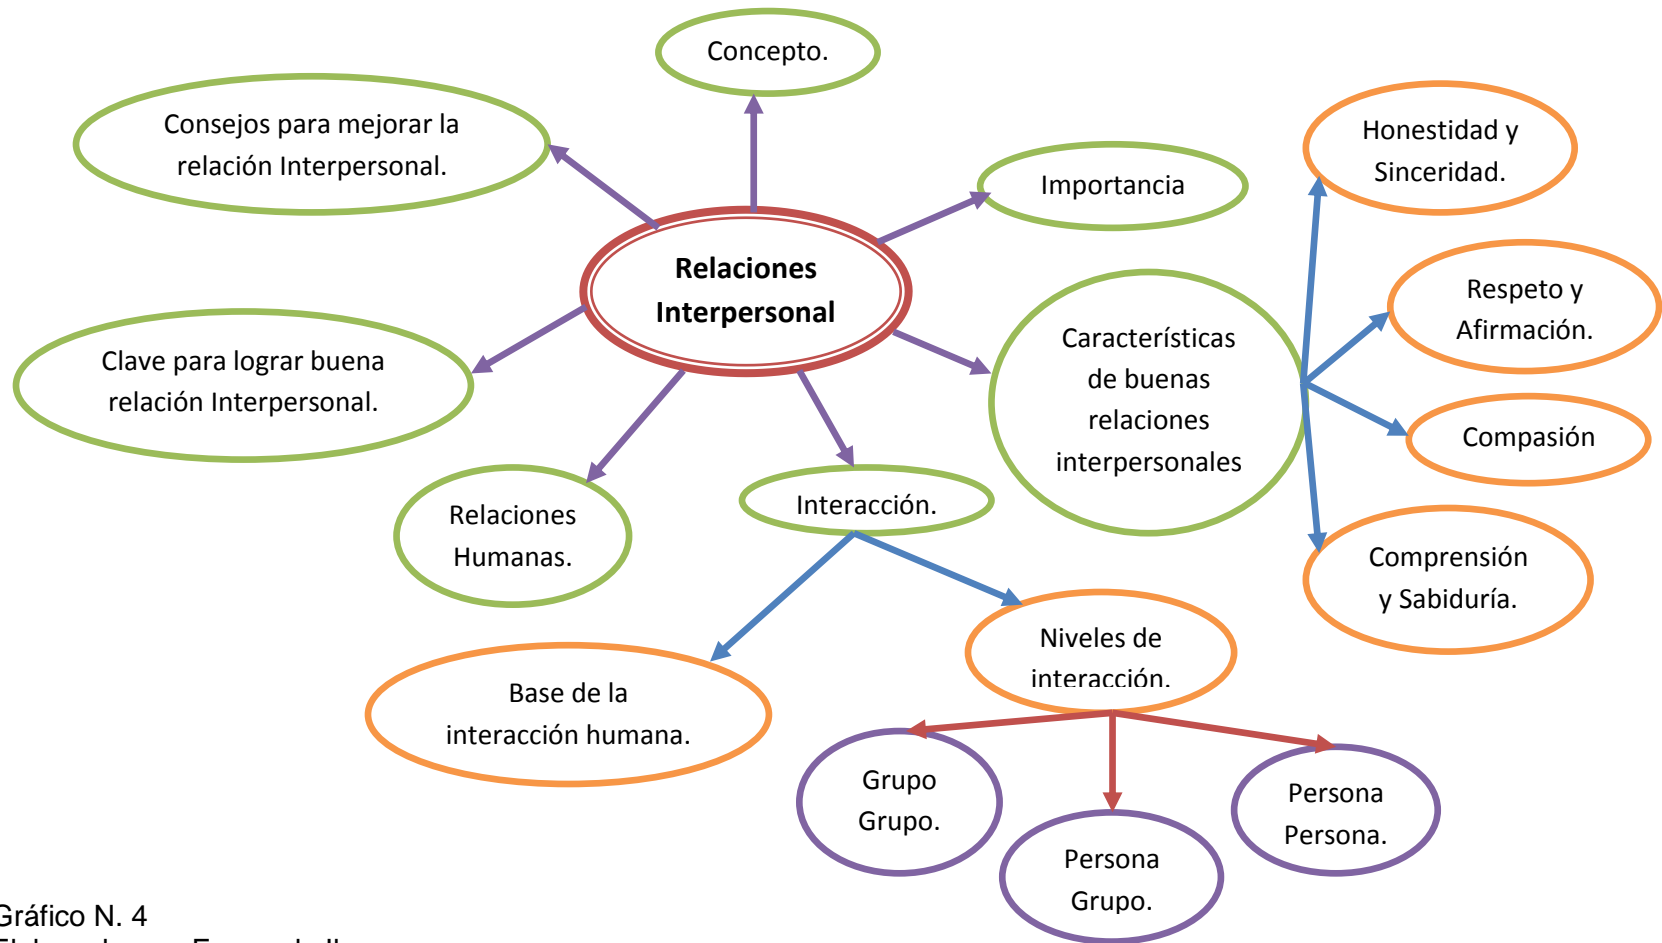 Concepto.
Consejos para mejorar la
relación Interpersonal.
Honestidad y
Sinceridad.
Importancia
Relaciones
Interpersonal
Respeto y
Afirmación.
Características
de buenas
relaciones
interpersonales
Clave para lograr buena
relación Interpersonal.
Compasión
Relaciones
Humanas.
Interacción.
Comprensión
y Sabiduría.
Niveles de
interacción.
Base de la
interacción humana.
Grupo
Grupo.
Persona
Persona.
Persona
Grupo.
Gráfico N. 4